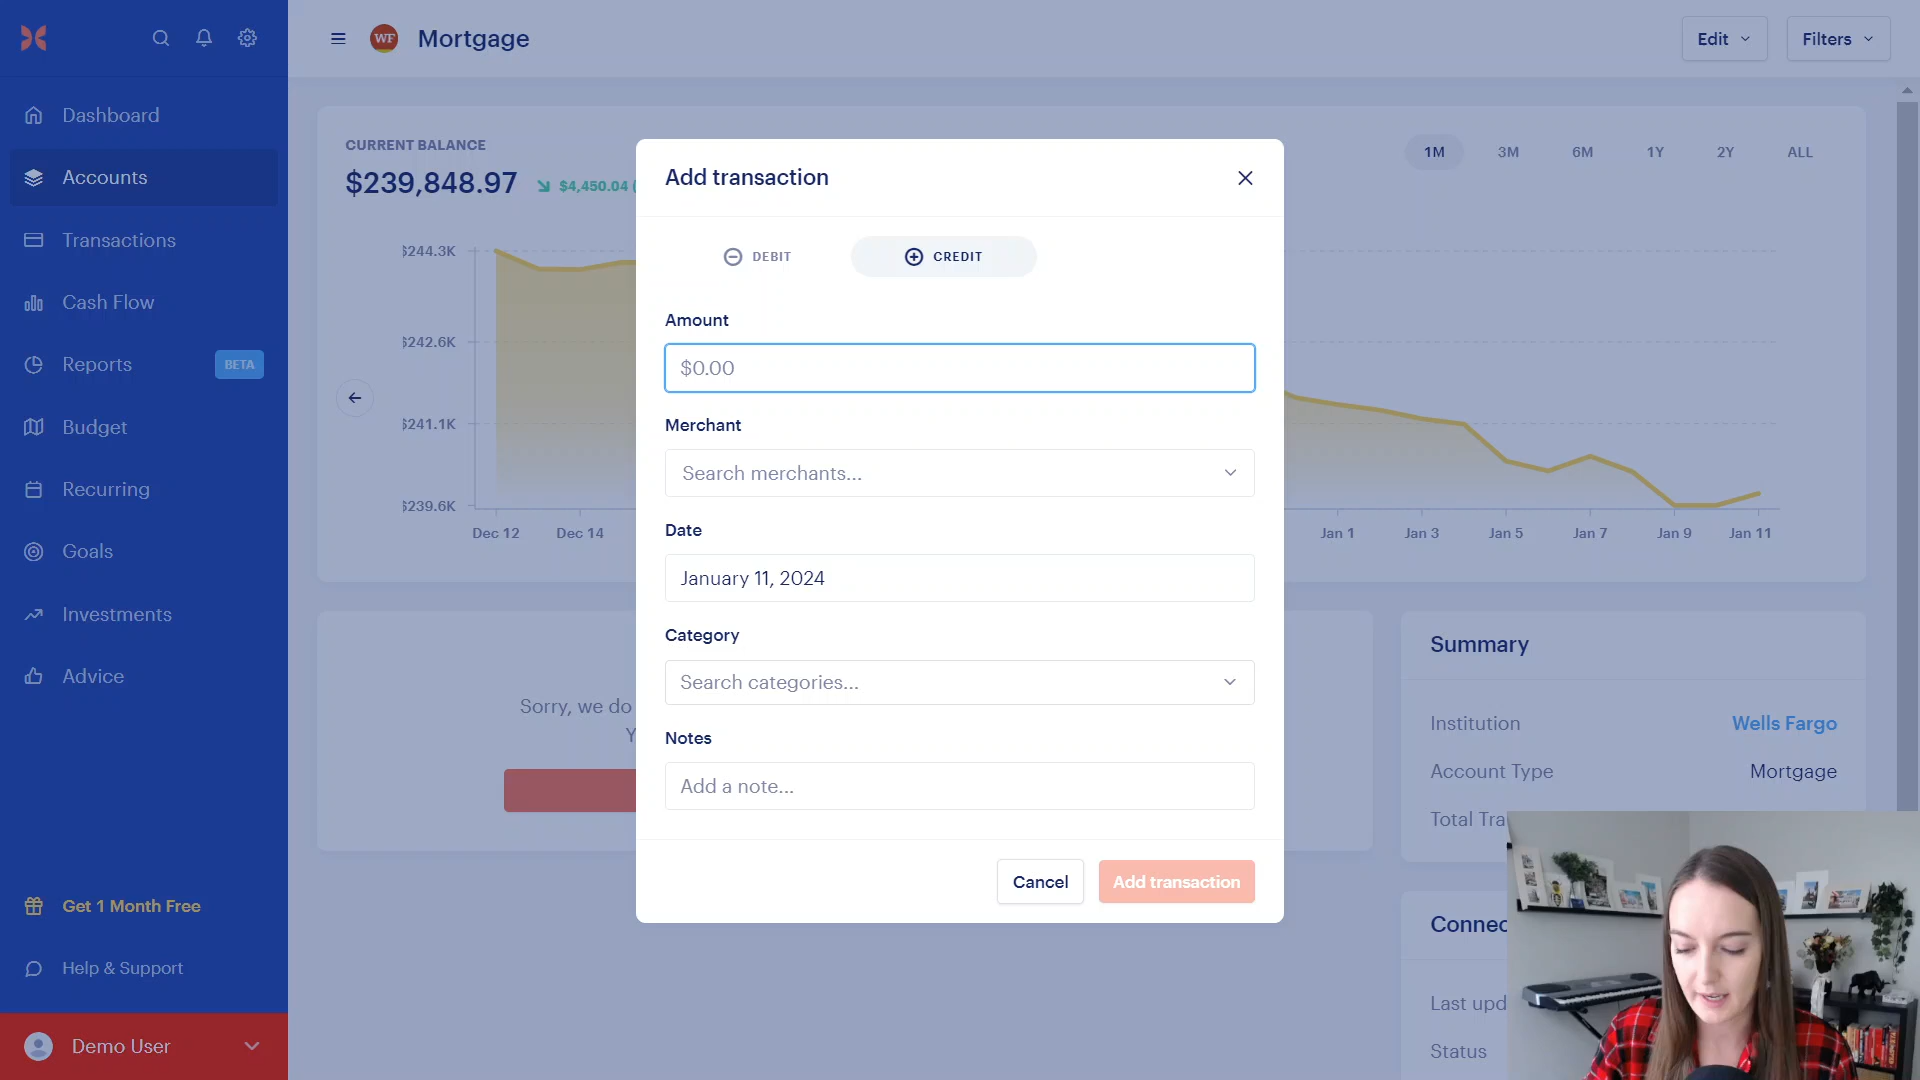 WF
Mortgage
Edit
Filters
Dashboard
Accounts
Transactions
Cash Flow
Reports
BETA
Budget
Recurring
Goals
Investments
Advice
Get 1 Month Free
Help & Support
Demo User
CURRENT BALANCE
$239,848.97
$4,450.04 (
1M
3M
6M
1Y
2Y
ALL
$244.3K
$242.6K
$241.1K
$239.6K
Dec 12
Dec 14
Jan 1
Jan 3
Jan 5
Jan 7
Jan 9
Jan 11
Sorry, we do
Y
Add transaction
DEBIT
CREDIT
Amount
$0.00
Merchant
Search merchants...
Date
January 11, 2024
Category
Search categories...
Notes
Add a note...
Cancel
Add transaction
Summary
Institution
Wells Fargo
Account Type
Mortgage
Total Tra
Connec
Last upd
Status